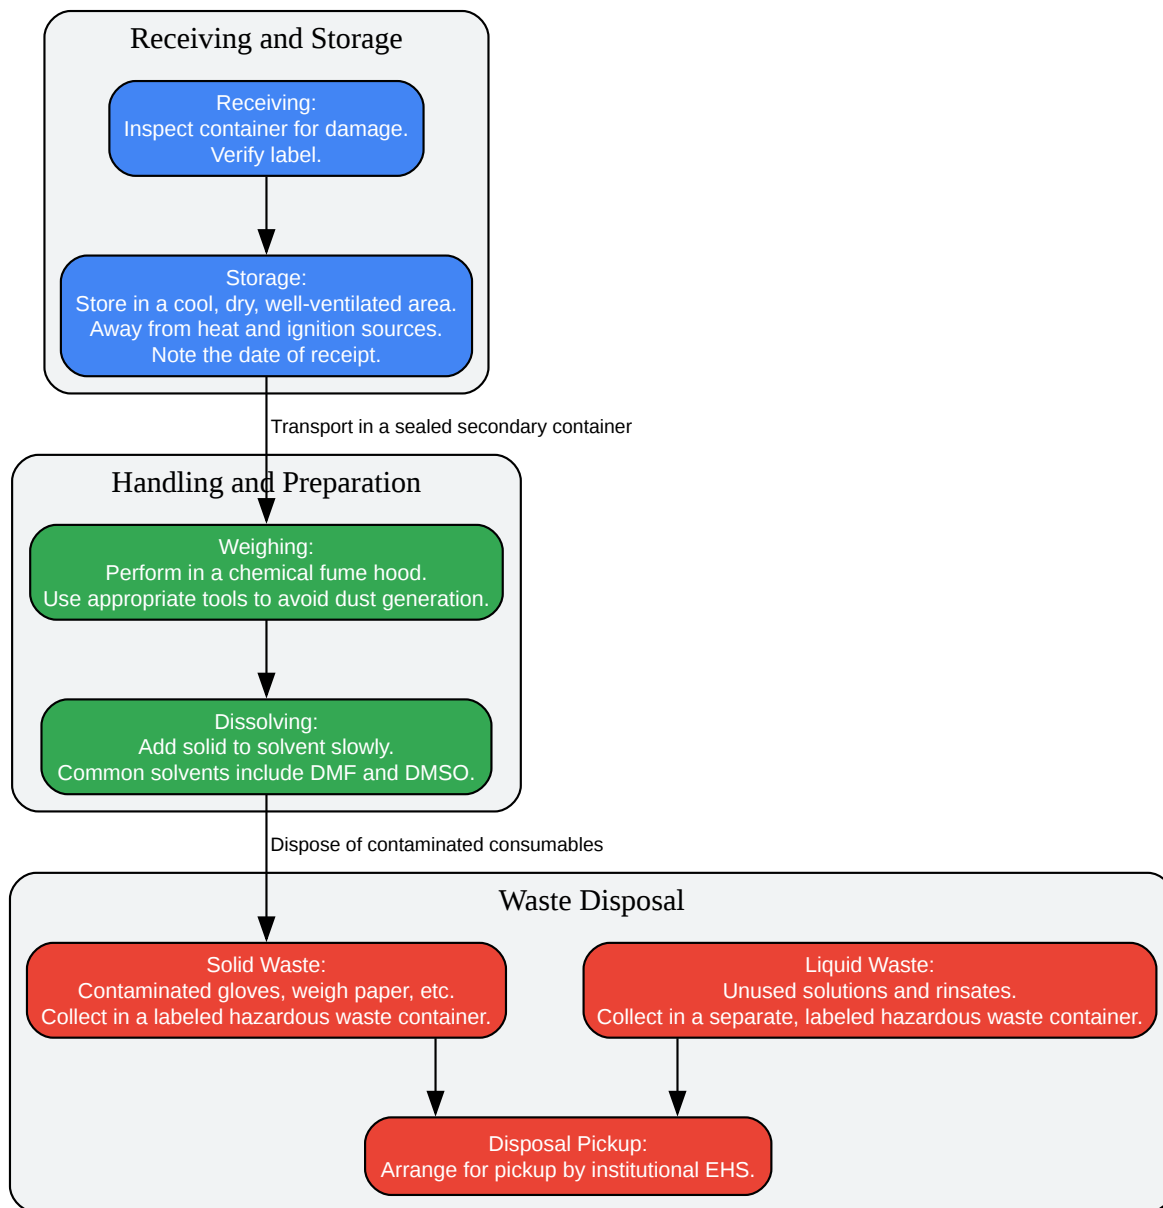 Receiving and Storage
Receiving:
Inspect container for damage.
Verify label.
Storage:
Store in a cool, dry, well-ventilated area.
Away from heat and ignition sources.
Note the date of receipt.
Transport in a sealed secondary container
Handling and Preparation
Weighing:
Perform in a chemical fume hood.
Use appropriate tools to avoid dust generation.
Dissolving:
Add solid to solvent slowly.
Common solvents include DMF and DMSO.
Dispose of contaminated consumables
Waste Disposal
Solid Waste:
Contaminated gloves, weigh paper, etc.
Collect in a labeled hazardous waste container.
Liquid Waste:
Unused solutions and rinsates.
Collect in a separate, labeled hazardous waste container.
Disposal Pickup:
Arrange for pickup by institutional EHS.